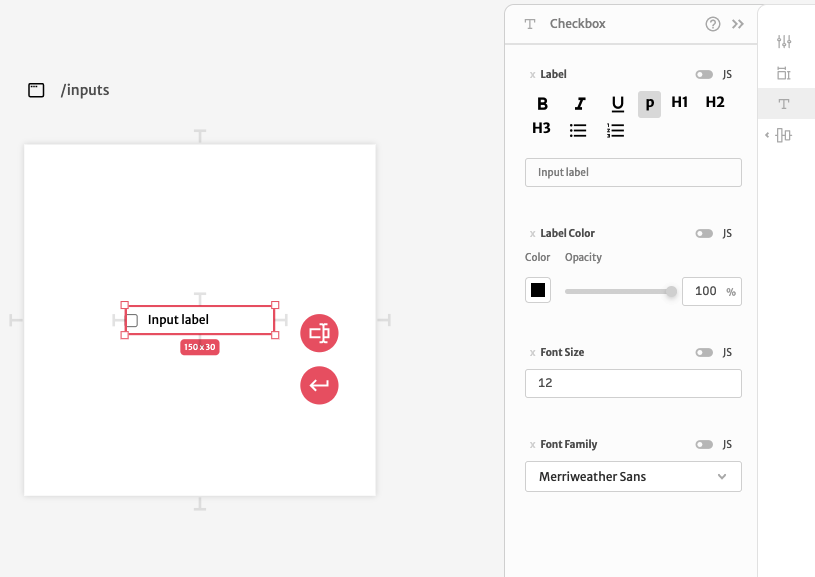 /inputs
Input label
150 x 30
T Checkbox ?
x Label JS
B I U p H1 H2
H3
Input label
x Label Color JS
Color Opacity
100 %
x Font Size JS
12
x Font Family JS
Merriweather Sans
T